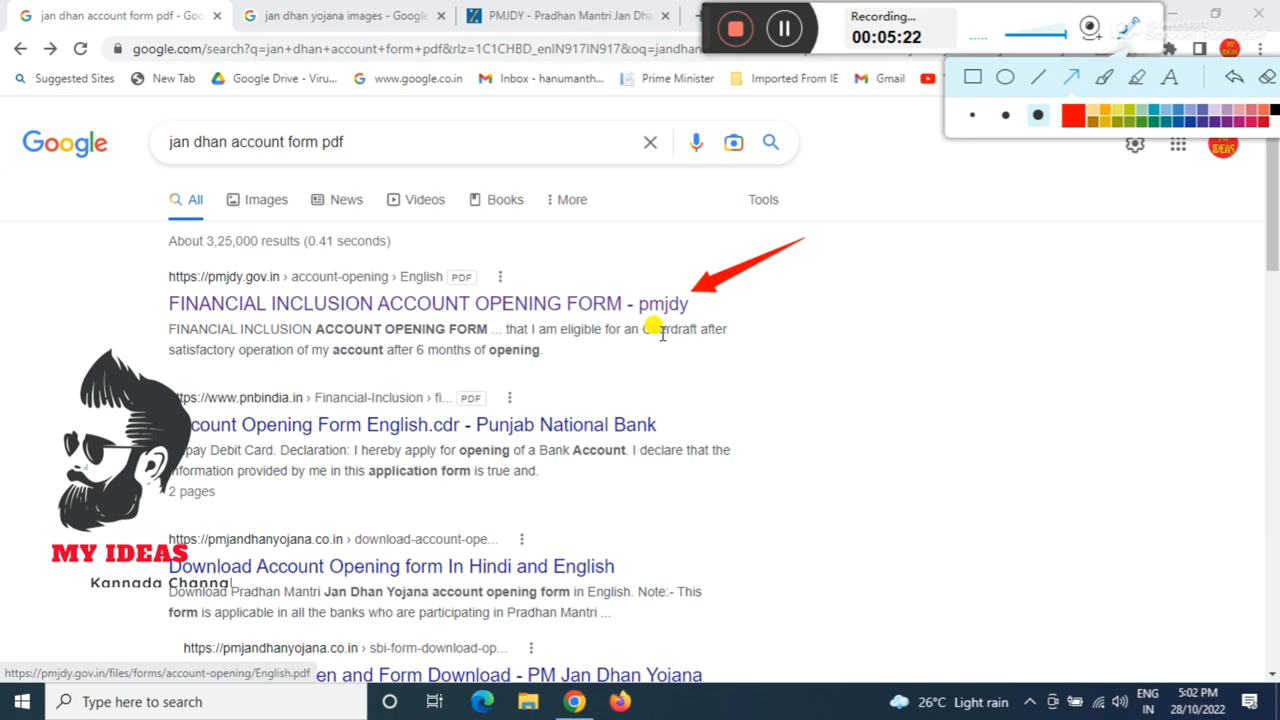 jan dhan account form pdf - Goo
jan dhan yojana images - Google
PMJDY - Pradhan Mantri Jan Dha
Recording...
00:05:22
google.com/search?q=jan+dhan+account+form+pdf&rlz=1C1CHBD_enIN917IN917&oq=jandhan
Suggested Sites
New Tab
Google Drive - Viru...
www.google.co.in
Inbox - hanumanth...
Prime Minister
Imported From IE
Gmail
A
Google
jan dhan account form pdf
MY IDEAS
All
Images
News
Videos
Books
More
Tools
About 3,25,000 results (0.41 seconds)
https://pmjdy.gov.in › account-opening › English PDF
FINANCIAL INCLUSION ACCOUNT OPENING FORM - pmjdy
FINANCIAL INCLUSION ACCOUNT OPENING FORM ... that I am eligible for an Overdraft after
satisfactory operation of my account after 6 months of opening.
https://www.pnbindia.in › Financial-Inclusion › fi... PDF
Account Opening Form English.cdr - Punjab National Bank
pay Debit Card. Declaration: I hereby apply for opening of a Bank Account. I declare that the
information provided by me in this application form is true and.
2 pages
https://www.pmjandhanyojana.co.in › download-account-ope...
Download Account Opening form In Hindi and English
Download Pradhan Mantri Jan Dhan Yojana account opening form in English. Note:- This
form is applicable in all the banks who are participating in Pradhan Mantri ...
https://www.pmjandhanyojana.co.in › sbi-form-download-op...
en and Form Download - PM Jan Dhan Yojana
MY IDEAS
Kannada Channel
https://pmjdy.gov.in/files/forms/account-opening/English.pdf
Type here to search
26°C Light rain
ENG
IN
5:02 PM
28/10/2022